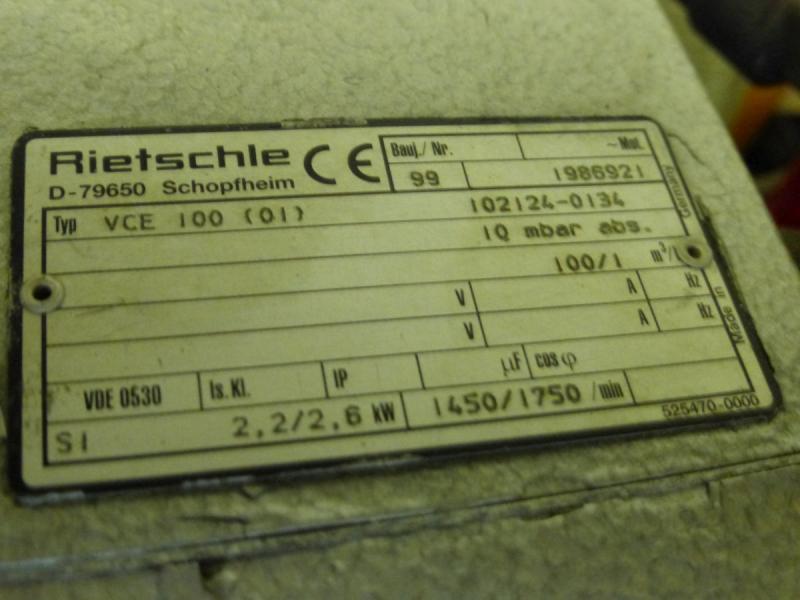 Rietschle CE
D-79650 Schopfheim
Bauj./ Nr. ~Mot.
99 1986921
Typ VCE 100 (01) 102124-0134
10 mbar abs.
100/1 m³/
V A Hz
V A Hz
VDE 0530 Is. Kl. IP µF cos φ
S1 2,2/2,6 kW 1450/1750 /min
525470-0000
Made in Germany